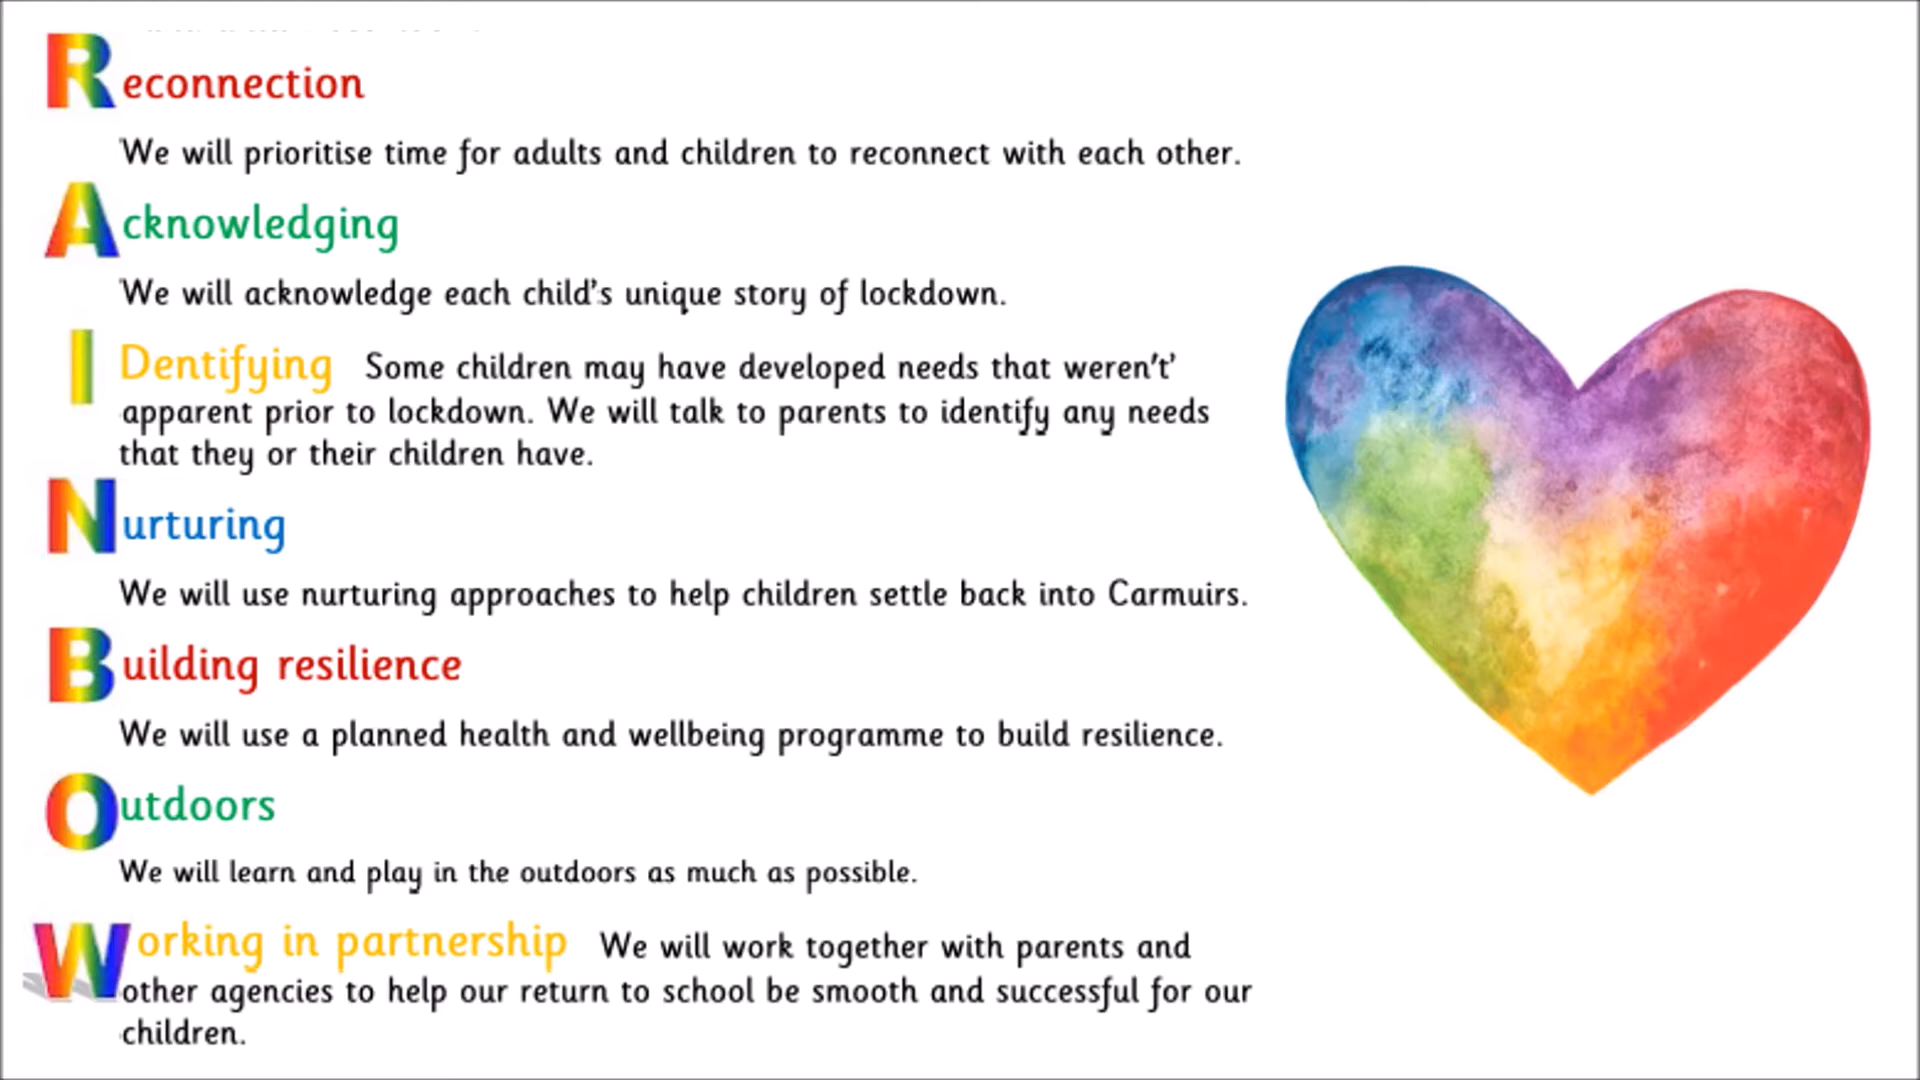 Reconnection
We will prioritise time for adults and children to reconnect with each other.
Acknowledging
We will acknowledge each child's unique story of lockdown.
I Dentifying Some children may have developed needs that weren't'
apparent prior to lockdown. We will talk to parents to identify any needs
that they or their children have.
Nurturing
We will use nurturing approaches to help children settle back into Carmuirs.
Building resilience
We will use a planned health and wellbeing programme to build resilience.
Outdoors
We will learn and play in the outdoors as much as possible.
Working in partnership We will work together with parents and
other agencies to help our return to school be smooth and successful for our
children.